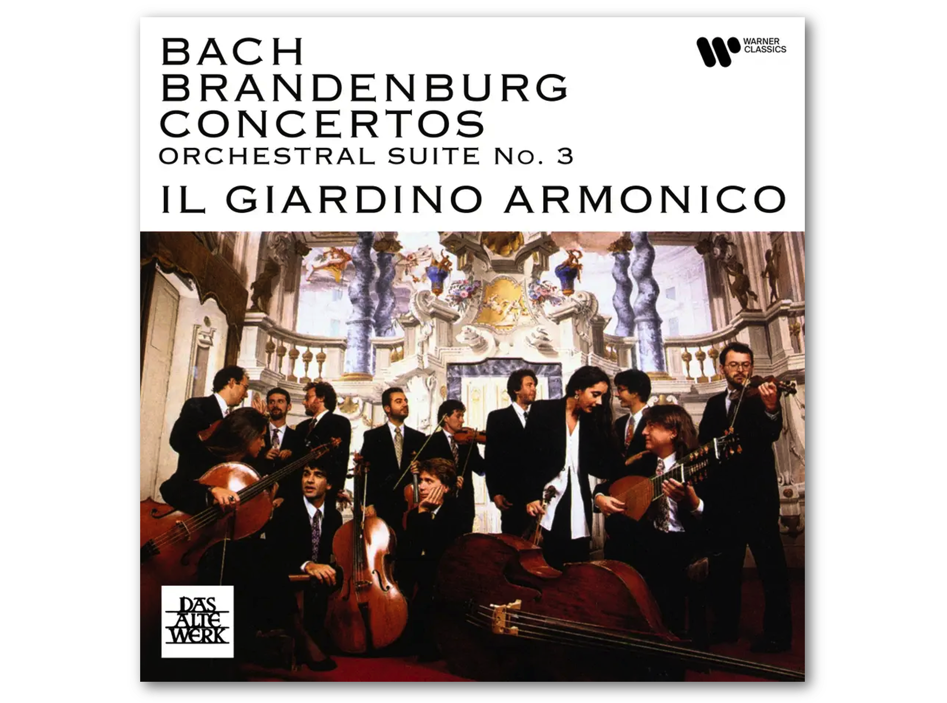 BACH
BRANDENBURG
CONCERTOS
ORCHESTRAL SUITE No. 3
IL GIARDINO ARMONICO
WARNER
CLASSICS
DAS
ALTE
WERK